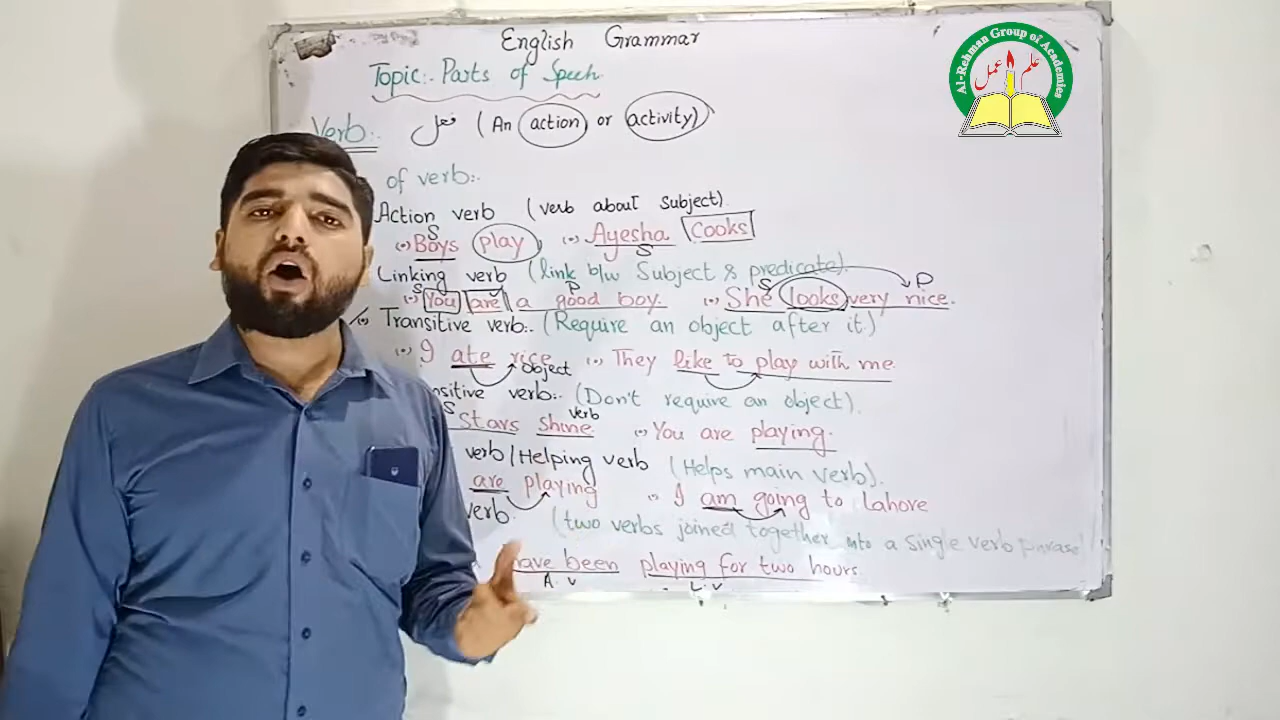 English Grammar
Topic:- Parts of Speech
Verb:- فعل (An action or activity)
of verb:-
Action verb (verb about Subject)
S
(•) Boys play (•) Ayesha Cooks
S
Linking verb (link b/w Subject & predicate)
S v P S P
(•) You are a good boy. (•) She looks very nice.
(•) Transitive verb:- (Require an object after it.)
(•) I ate rice (•) They like to play with me
object
nsitive verb:- (Don't require an object).
S verb
Stars shine (•) You are playing.
verb/Helping verb (Helps main verb).
are playing (•) I am going to Lahore
verb. (two verbs joined together into a single verb phrase)
have been playing for two hours.
A. v L. v
Al-Rehman Group of Academies
علم عمل